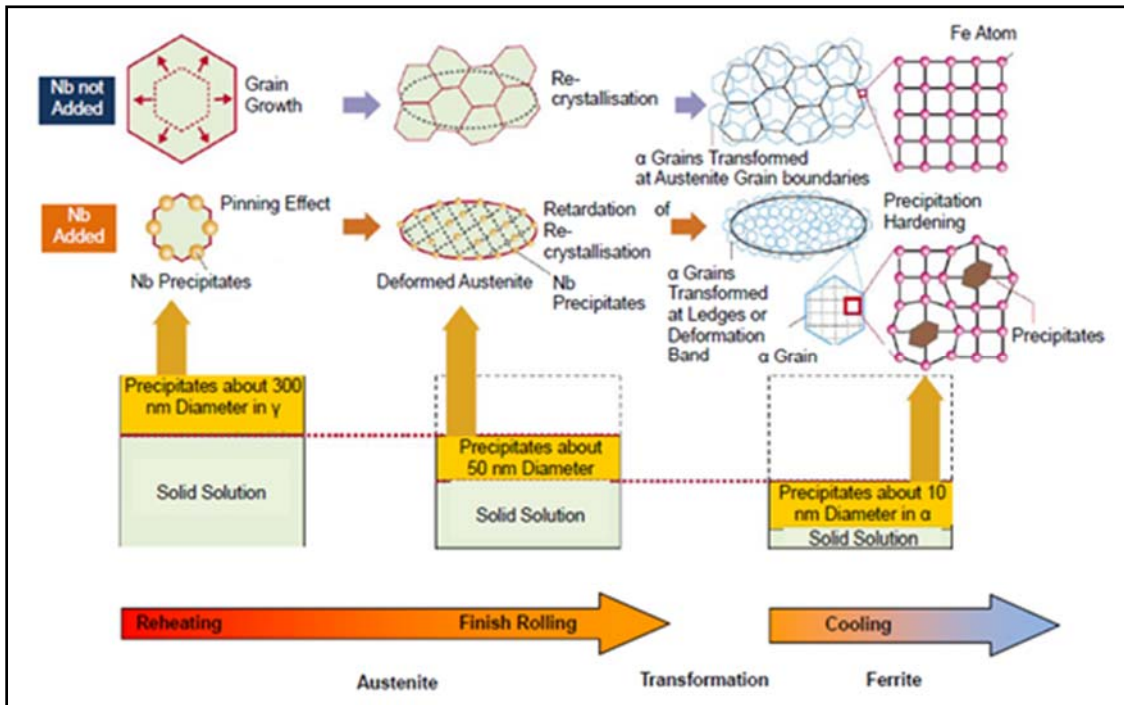 Nb not
Added
Grain
Growth
Re-
crystallisation
Fe Atom
α Grains Transformed
at Austenite Grain boundaries
Nb
Added
Pinning Effect
Nb Precipitates
Deformed Austenite
Retardation of
Re-
crystallisation
Nb
Precipitates
α Grains
Transformed
at Ledges or
Deformation
Band
α Grain
Precipitation
Hardening
Precipitates
Precipitates about 300
nm Diameter in γ
Solid Solution
Precipitates about
50 nm Diameter
Solid Solution
Precipitates about 10
nm Diameter in α
Solid Solution
Reheating
Finish Rolling
Cooling
Austenite
Transformation
Ferrite